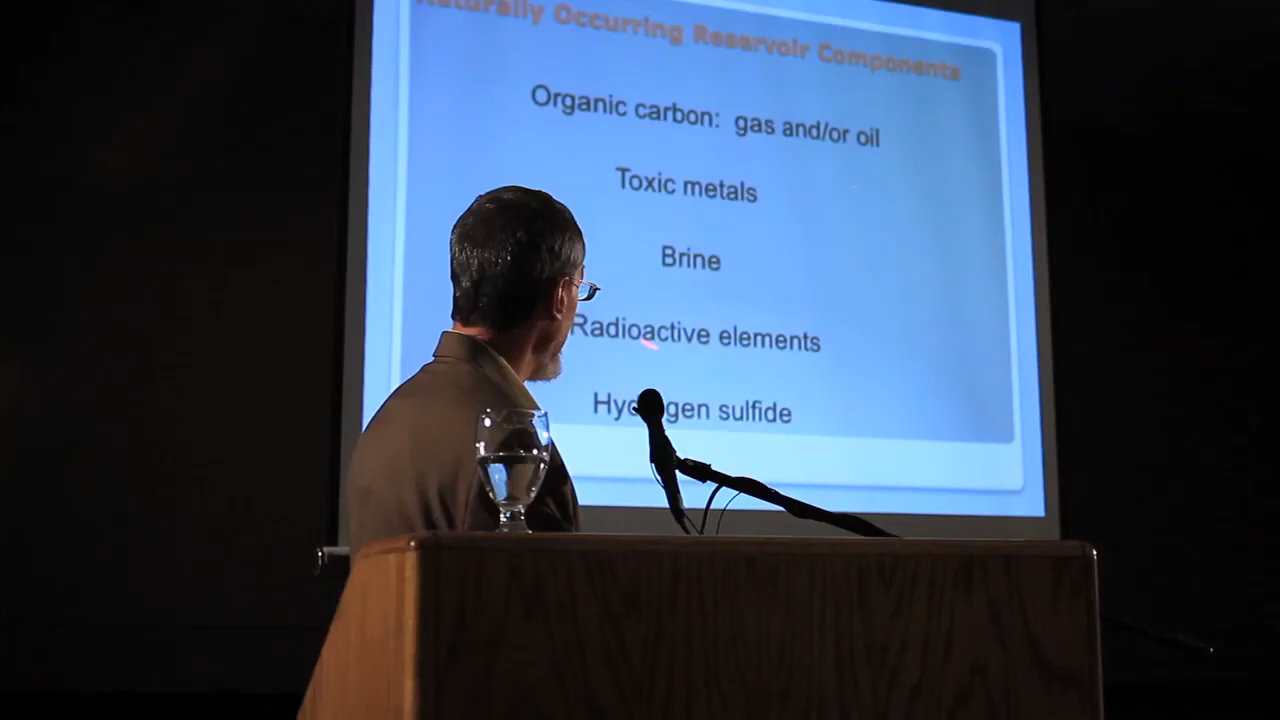 Naturally Occurring Reservoir Components
Organic carbon: gas and/or oil
Toxic metals
Brine
Radioactive elements
Hydrogen sulfide